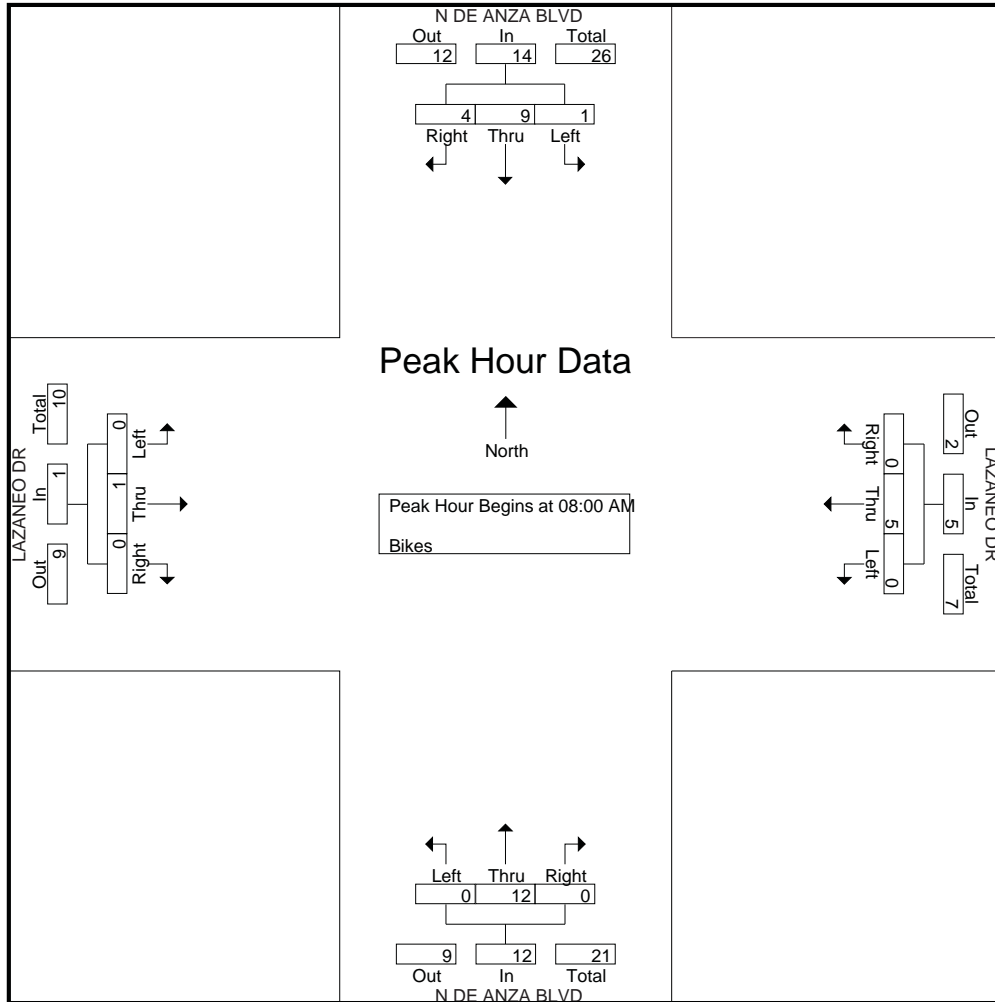 N DE ANZA BLVD
Out In Total
12 14 26
4 9 1
Right Thru Left
Peak Hour Data
North
Peak Hour Begins at 08:00 AM
Bikes
LAZANEO DR
Total In Out
10 1 9
Left Thru Right
0 1 0
LAZANEO DR
Out In Total
2 5 7
Right Thru Left
0 5 0
Left Thru Right
0 12 0
9 12 21
Out In Total
N DE ANZA BLVD